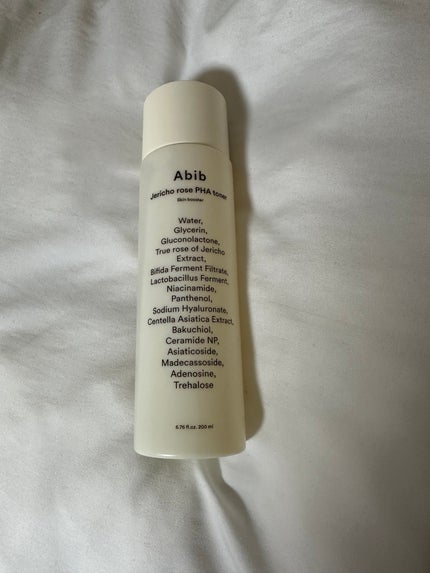 Abib
Jericho rose PHA toner
Skin booster
Water,
Glycerin,
Gluconolactone,
True rose of Jericho
Extract,
Bifida Ferment Filtrate,
Lactobacillus Ferment,
Niacinamide,
Panthenol,
Sodium Hyaluronate,
Centella Asiatica Extract,
Bakuchiol,
Ceramide NP,
Asiaticoside,
Madecassoside,
Adenosine,
Trehalose
6.76 fl.oz. 200 ml